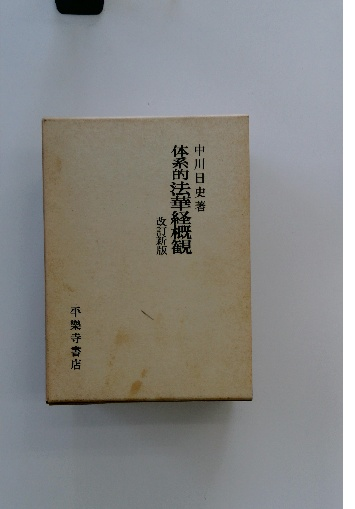 中川日史著
体系的法華経概観
改訂新版
平樂寺書店